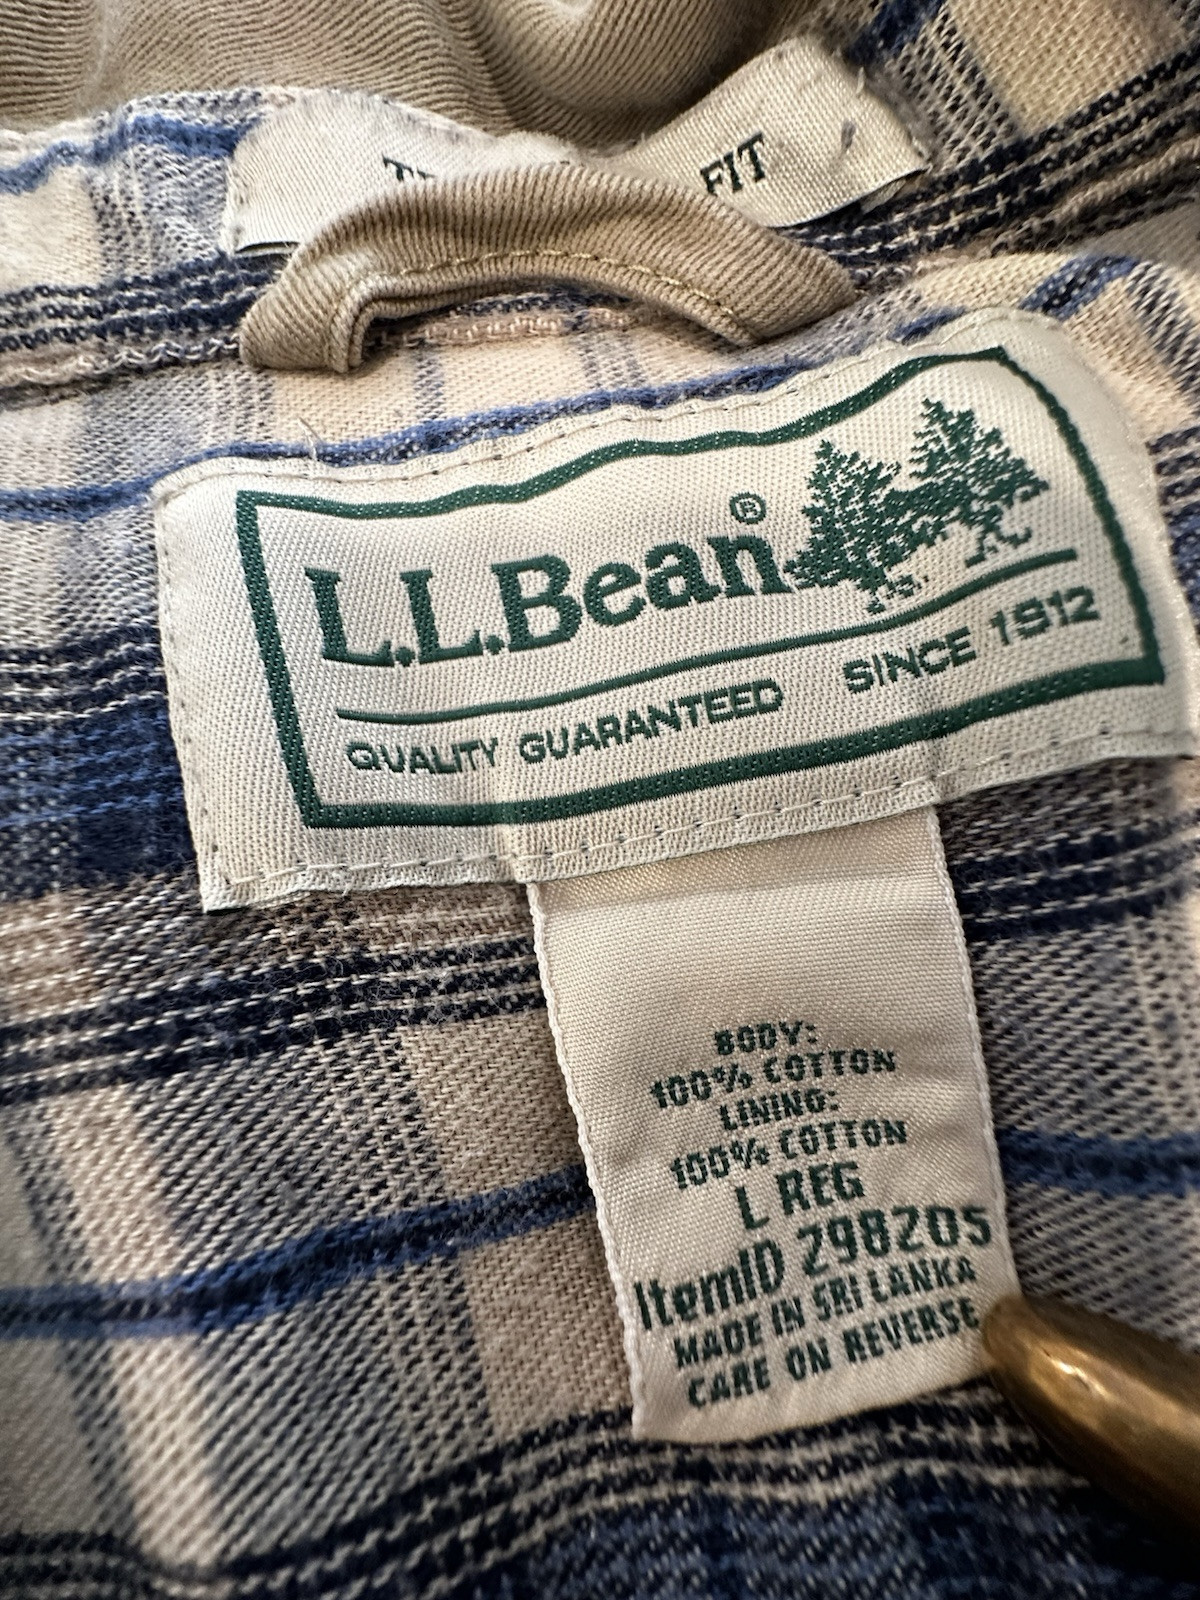 FIT
L.L.Bean®
QUALITY GUARANTEED SINCE 1912
BODY:
100% COTTON
LINING:
100% COTTON
L REG
ItemID 298205
MADE IN SRI LANKA
CARE ON REVERSE